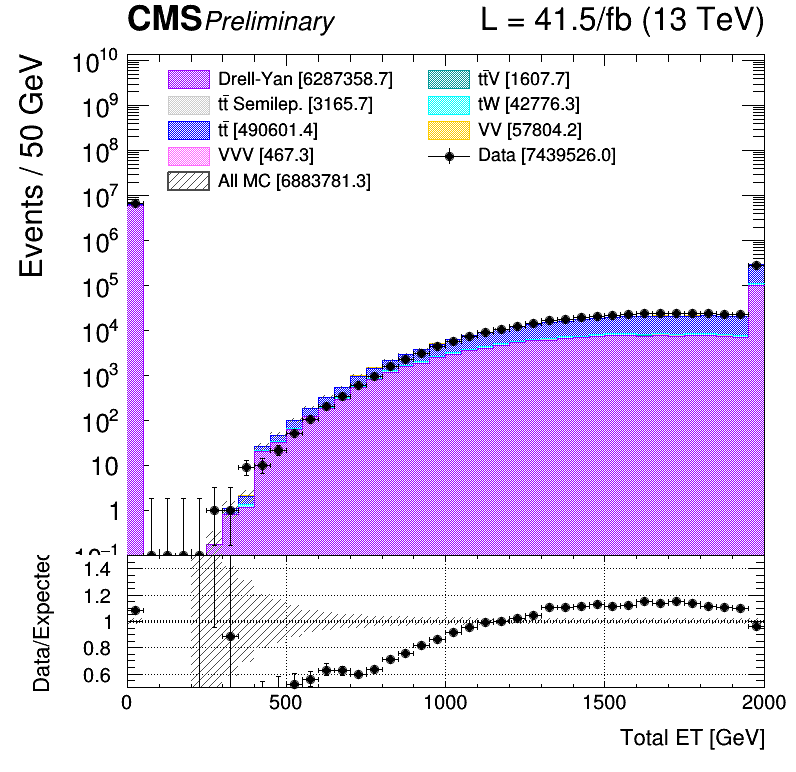 CMS Preliminary L = 41.5/fb (13 TeV)
Events / 50 GeV
10^10
10^9
10^8
10^7
10^6
10^5
10^4
10^3
10^2
10
1
10^-1
Drell-Yan [6287358.7]
tt̄ Semilep. [3165.7]
tt̄ [490601.4]
VVV [467.3]
All MC [6883781.3]
tt̄V [1607.7]
tW [42776.3]
VV [57804.2]
Data [7439526.0]
Data/Expected
1.4
1.2
1
0.8
0.6
0 500 1000 1500 2000
Total ET [GeV]